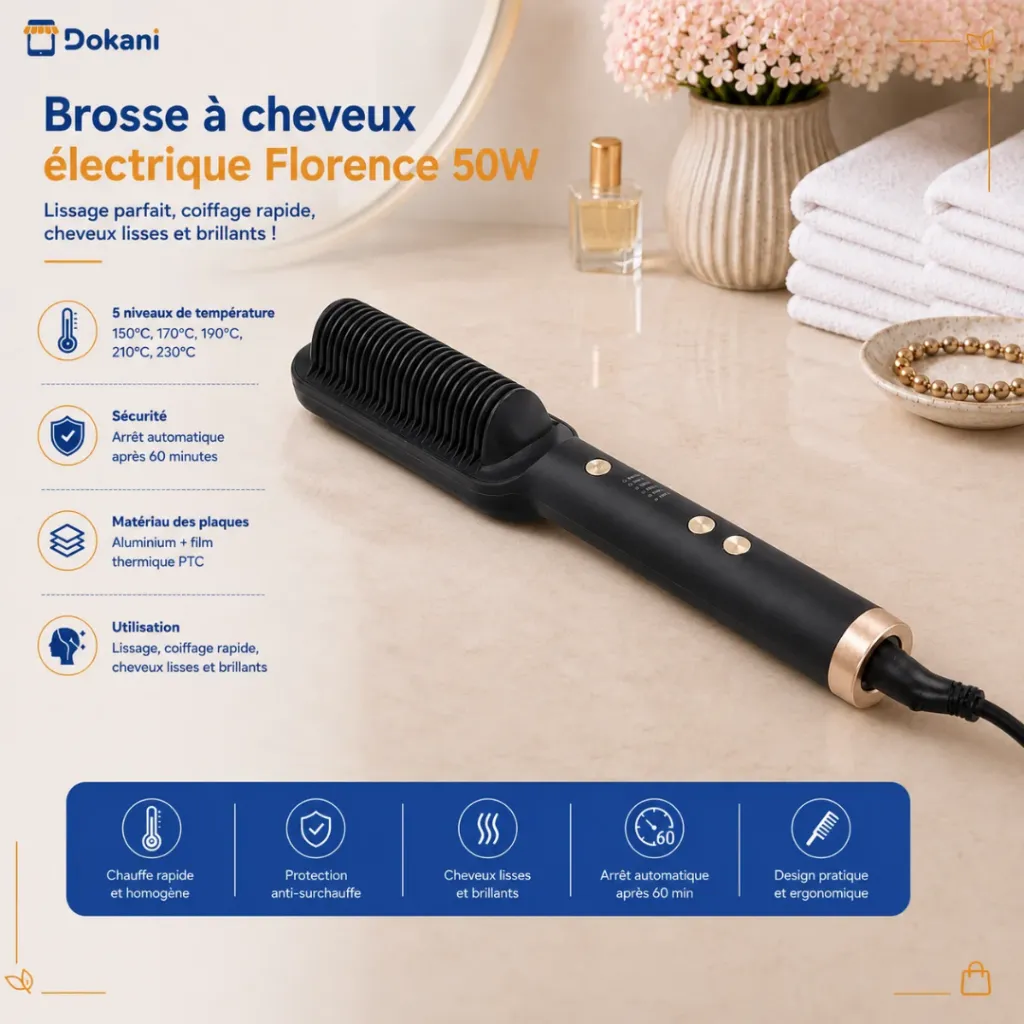 Dokani
Brosse à cheveux
électrique Florence 50W
Lissage parfait, coiffage rapide,
cheveux lisses et brillants !
5 niveaux de température
150°C, 170°C, 190°C,
210°C, 230°C
Sécurité
Arrêt automatique
après 60 minutes
Matériau des plaques
Aluminium + film
thermique PTC
Utilisation
Lissage, coiffage rapide,
cheveux lisses et brillants
Chauffe rapide
et homogène
Protection
anti-surchauffe
Cheveux lisses
et brillants
60
Arrêt automatique
après 60 min
Design pratique
et ergonomique